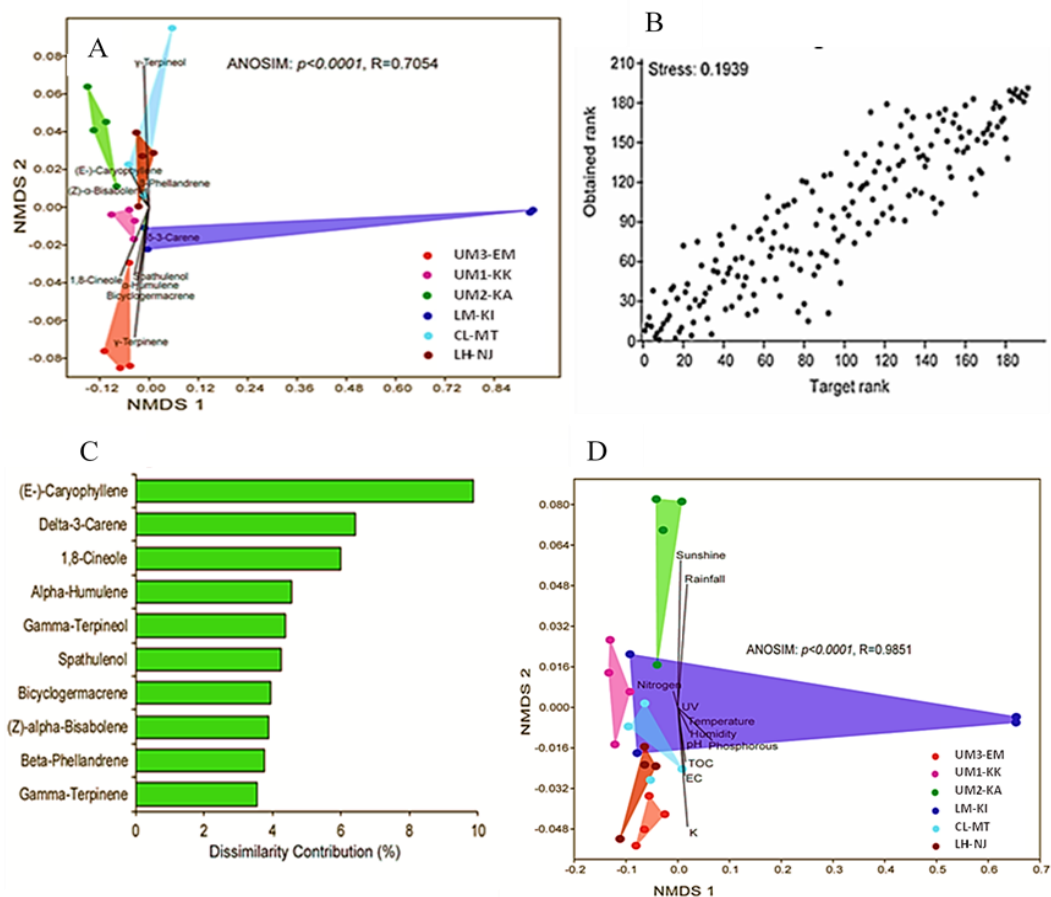 A
ANOSIM: p<0.0001, R=0.7054
γ-Terpineol
(E-)-Caryophyllene
(Z)-α-Bisabolene
-Phellandrene
δ-3-Carene
1,8-Cineole
Spathulenol
α-Humulene
Bicyclogermacrene
γ-Terpinene
UM3-EM
UM1-KK
UM2-KA
LM-KI
CL-MT
LH-NJ
NMDS 2
0.08
0.06
0.04
0.02
0.00
-0.02
-0.04
-0.06
-0.08
-0.12 0.00 0.12 0.24 0.36 0.48 0.60 0.72 0.84
NMDS 1
B
Stress: 0.1939
Obtained rank
210
180
150
120
90
60
30
0
0 20 40 60 80 100 120 140 160 180
Target rank
C
(E-)-Caryophyllene
Delta-3-Carene
1,8-Cineole
Alpha-Humulene
Gamma-Terpineol
Spathulenol
Bicyclogermacrene
(Z)-alpha-Bisabolene
Beta-Phellandrene
Gamma-Terpinene
0 2 4 6 8 10
Dissimilarity Contribution (%)
D
ANOSIM: p<0.0001, R=0.9851
Sunshine
Rainfall
Nitrogen
UV
Temperature
Humidity
pH Phosphorous
TOC
EC
K
UM3-EM
UM1-KK
UM2-KA
LM-KI
CL-MT
LH-NJ
NMDS 2
0.080
0.064
0.048
0.032
0.016
0.000
-0.016
-0.032
-0.048
-0.2 -0.1 0.0 0.1 0.2 0.3 0.4 0.5 0.6 0.7
NMDS 1